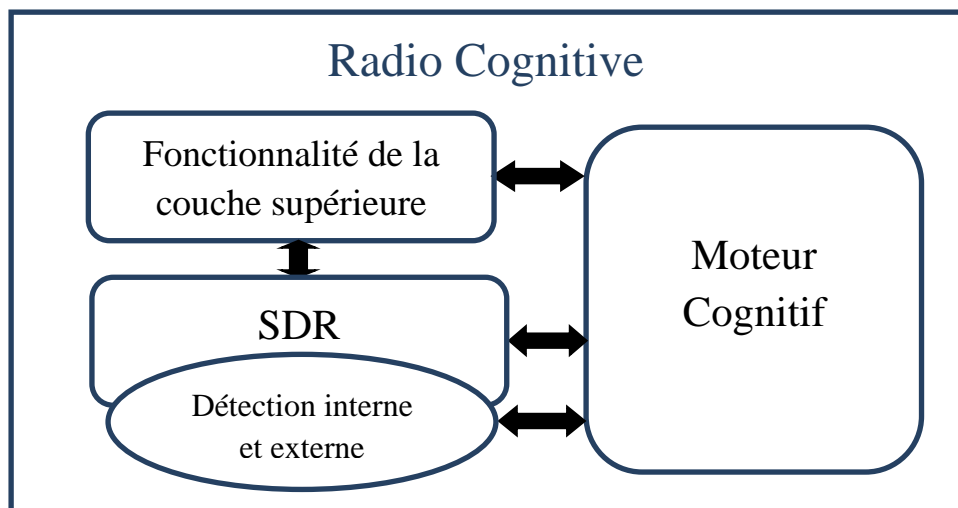 Radio Cognitive
Fonctionnalité de la
couche supérieure
SDR
Détection interne
et externe
Moteur
Cognitif